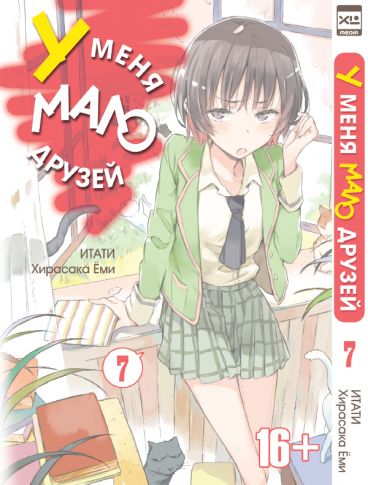 У
МЕНЯ
МАЛО
ДРУЗЕЙ
ИТАТИ
Хирасака Ёми
7
16+
XL
MEDIA
У МЕНЯ МАЛО ДРУЗЕЙ
7
ИТАТИ
Хирасака Ёми